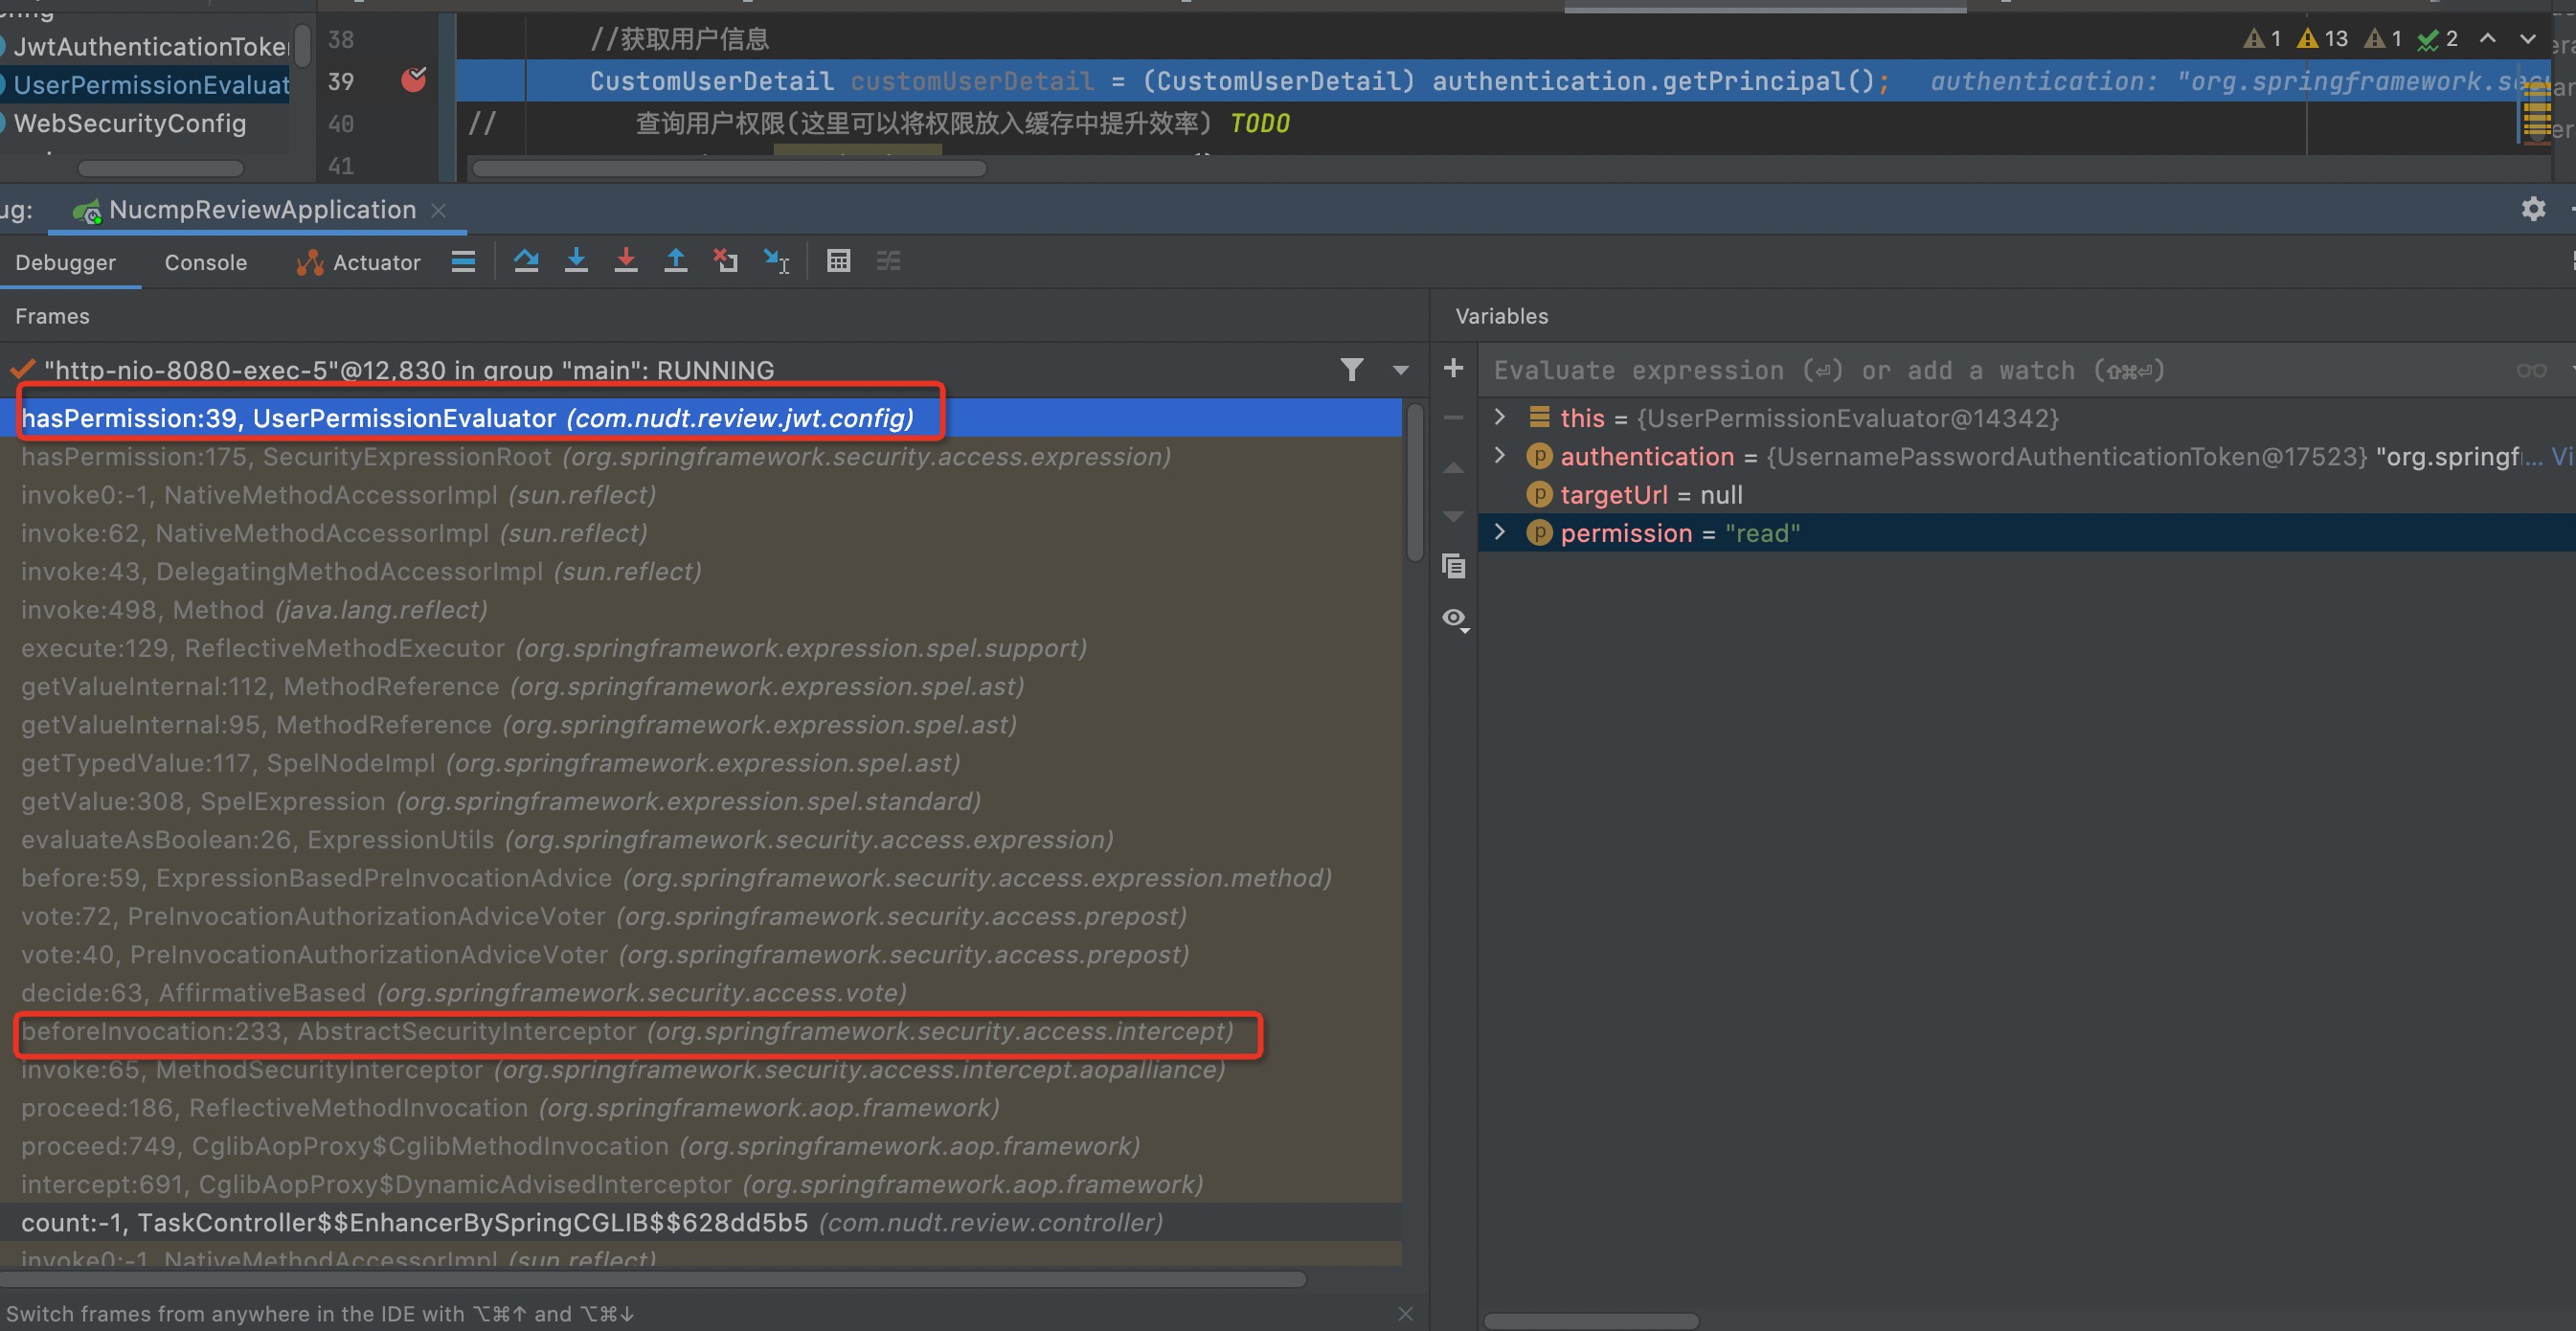 JwtAuthenticationToke
UserPermissionEvaluat
WebSecurityConfig
38 //获取用户信息
1 13 1 2
39 CustomUserDetail customUserDetail = (CustomUserDetail) authentication.getPrincipal(); authentication: "org.springframework.sec
40 // 查询用户权限(这里可以将权限放入缓存中提升效率) TODO
41
ug: NucmpReviewApplication
Debugger Console Actuator
Frames
Variables
"http-nio-8080-exec-5"@12,830 in group "main": RUNNING
Evaluate expression (⏎) or add a watch (⇧⌘⏎)
hasPermission:39, UserPermissionEvaluator (com.nudt.review.jwt.config)
hasPermission:175, SecurityExpressionRoot (org.springframework.security.access.expression)
invoke0:-1, NativeMethodAccessorImpl (sun.reflect)
invoke:62, NativeMethodAccessorImpl (sun.reflect)
invoke:43, DelegatingMethodAccessorImpl (sun.reflect)
invoke:498, Method (java.lang.reflect)
execute:129, ReflectiveMethodExecutor (org.springframework.expression.spel.support)
getValueInternal:112, MethodReference (org.springframework.expression.spel.ast)
getValueInternal:95, MethodReference (org.springframework.expression.spel.ast)
getTypedValue:117, SpelNodeImpl (org.springframework.expression.spel.ast)
getValue:308, SpelExpression (org.springframework.expression.spel.standard)
evaluateAsBoolean:26, ExpressionUtils (org.springframework.security.access.expression)
before:59, ExpressionBasedPreInvocationAdvice (org.springframework.security.access.expression.method)
vote:72, PreInvocationAuthorizationAdviceVoter (org.springframework.security.access.prepost)
vote:40, PreInvocationAuthorizationAdviceVoter (org.springframework.security.access.prepost)
decide:63, AffirmativeBased (org.springframework.security.access.vote)
beforeInvocation:233, AbstractSecurityInterceptor (org.springframework.security.access.intercept)
invoke:65, MethodSecurityInterceptor (org.springframework.security.access.intercept.aopalliance)
proceed:186, ReflectiveMethodInvocation (org.springframework.aop.framework)
proceed:749, CglibAopProxy$CglibMethodInvocation (org.springframework.aop.framework)
intercept:691, CglibAopProxy$DynamicAdvisedInterceptor (org.springframework.aop.framework)
count:-1, TaskController$$EnhancerBySpringCGLIB$$628dd5b5 (com.nudt.review.controller)
invoke0:-1, NativeMethodAccessorImpl (sun.reflect)
this = {UserPermissionEvaluator@14342}
authentication = {UsernamePasswordAuthenticationToken@17523} "org.springf... Vi
targetUrl = null
permission = "read"
Switch frames from anywhere in the IDE with ⌥⌘↑ and ⌥⌘↓